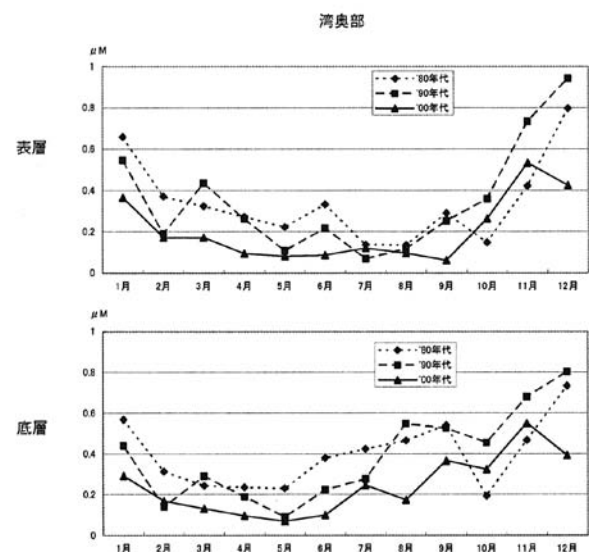 湾奥部
μM
1
0.8
0.6
0.4
0.2
0
'80年代
'90年代
'00年代
表層
1月 2月 3月 4月 5月 6月 7月 8月 9月 10月 11月 12月
μM
1
0.8
0.6
0.4
0.2
0
'80年代
'90年代
'00年代
底層
1月 2月 3月 4月 5月 6月 7月 8月 9月 10月 11月 12月